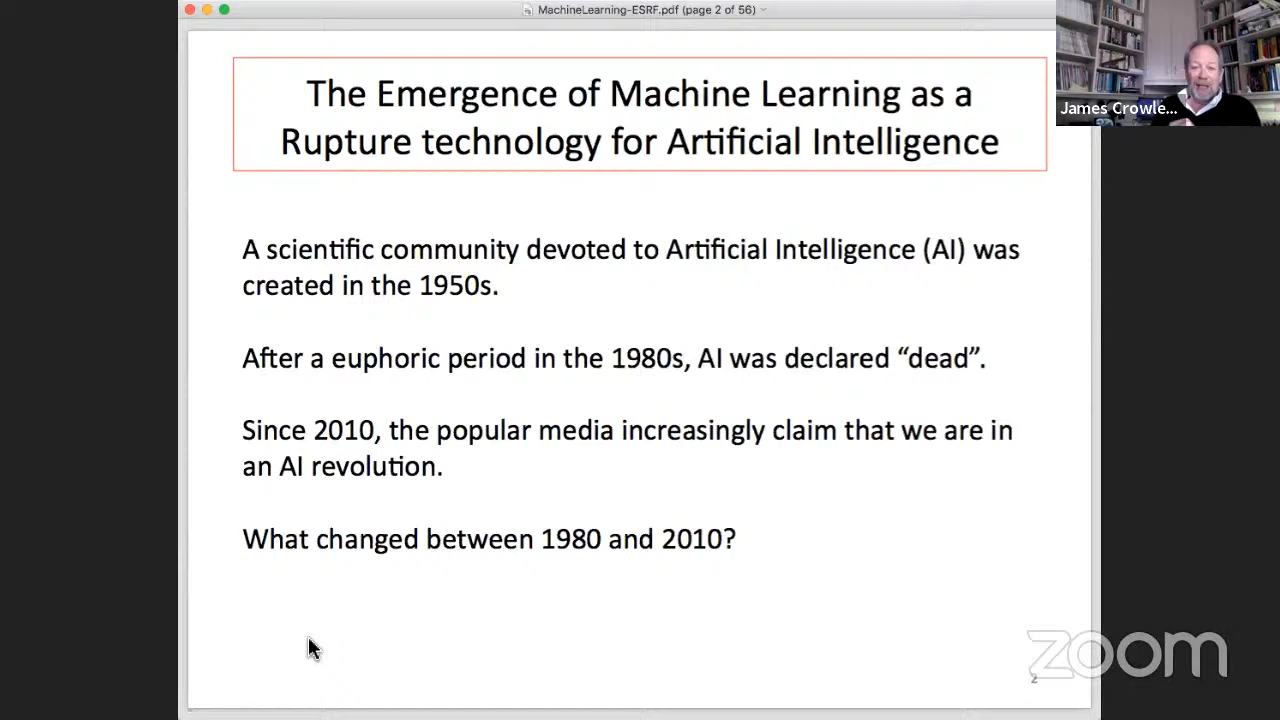 MachineLearning-ESRF.pdf (page 2 of 56)
The Emergence of Machine Learning as a
Rupture technology for Artificial Intelligence
James Crowle...
A scientific community devoted to Artificial Intelligence (AI) was
created in the 1950s.
After a euphoric period in the 1980s, AI was declared “dead”.
Since 2010, the popular media increasingly claim that we are in
an AI revolution.
What changed between 1980 and 2010?
zoom
2